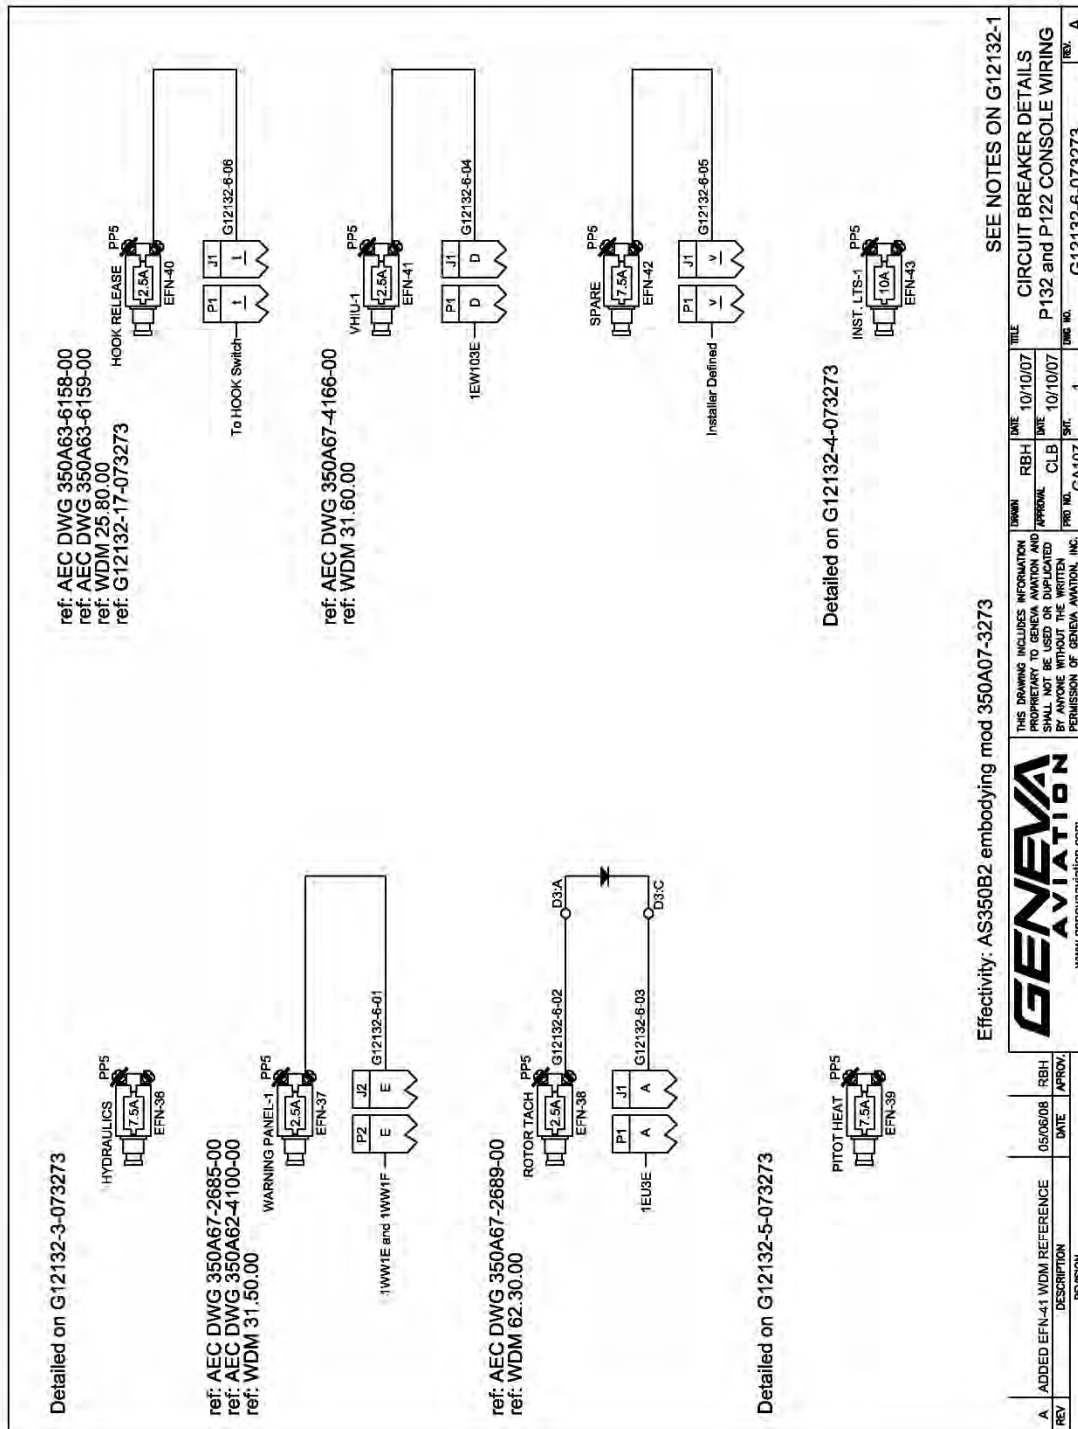 Detailed on G12132-3-073273
HYDRAULICS
PP5
7.5A
EFN-36
ref: AEC DWG 350A67-2685-00
ref: AEC DWG 350A62-4100-00
ref: WDM 31.50.00
WARNING PANEL-1
PP5
2.5A
EFN-37
P2
J2
E
E
1WW1E and 1WW1F
G12132-6-01
ref: AEC DWG 350A67-2689-00
ref: WDM 62.30.00
ROTOR TACH
PP5
2.5A
EFN-38
G12132-6-02
D3:A
P1
J1
A
A
1EU3E
G12132-6-03
D3:C
Detailed on G12132-5-073273
PITOT HEAT
7.5A
EFN-39
ref: AEC DWG 350A63-6158-00
ref: AEC DWG 350A63-6159-00
ref: WDM 25.80.00
ref: G12132-17-073273
HOOK RELEASE
PP5
2.5A
EFN-40
P1
J1
t
t
To HOOK Switch
G12132-6-06
ref: AEC DWG 350A67-4166-00
ref: WDM 31.60.00
VHIU-1
PP5
2.5A
EFN-41
P1
J1
D
D
1EW103E
G12132-6-04
SPARE
PP5
7.5A
EFN-42
P1
J1
v
v
Installer Defined
G12132-6-05
Detailed on G12132-4-073273
INST. LTS-1
PP5
10A
EFN-43
Effectivity: AS350B2 embodying mod 350A07-3273
SEE NOTES ON G12132-1
A
ADDED EFN-41 WDM REFERENCE
05/06/08
RBH
REV
DESCRIPTION
DATE
APROV.
REVISION
GENEVA
AVIATION
www.genevaaviation.com
THIS DRAWING INCLUDES INFORMATION
PROPRIETARY TO GENEVA AVIATION AND
SHALL NOT BE USED OR DUPLICATED
BY ANYONE WITHOUT THE WRITTEN
PERMISSION OF GENEVA AVIATION, INC.
DRAWN
RBH
DATE
10/10/07
APPROVAL
CLB
DATE
10/10/07
PRO NO.
GA107
SHT.
1
TITLE
CIRCUIT BREAKER DETAILS
P132 and P122 CONSOLE WIRING
DWG NO.
G12132-6-073273
REV.
A